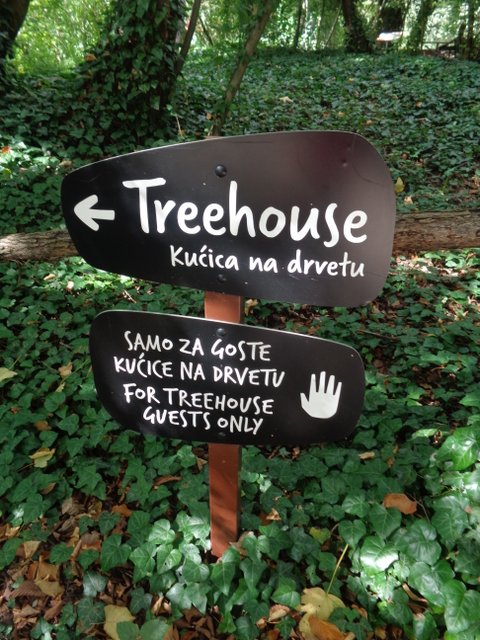 Treehouse
Kućica na drvetu
SAMO ZA GOSTE
KUĆICE NA DRVETU
FOR TREEHOUSE
GUESTS ONLY